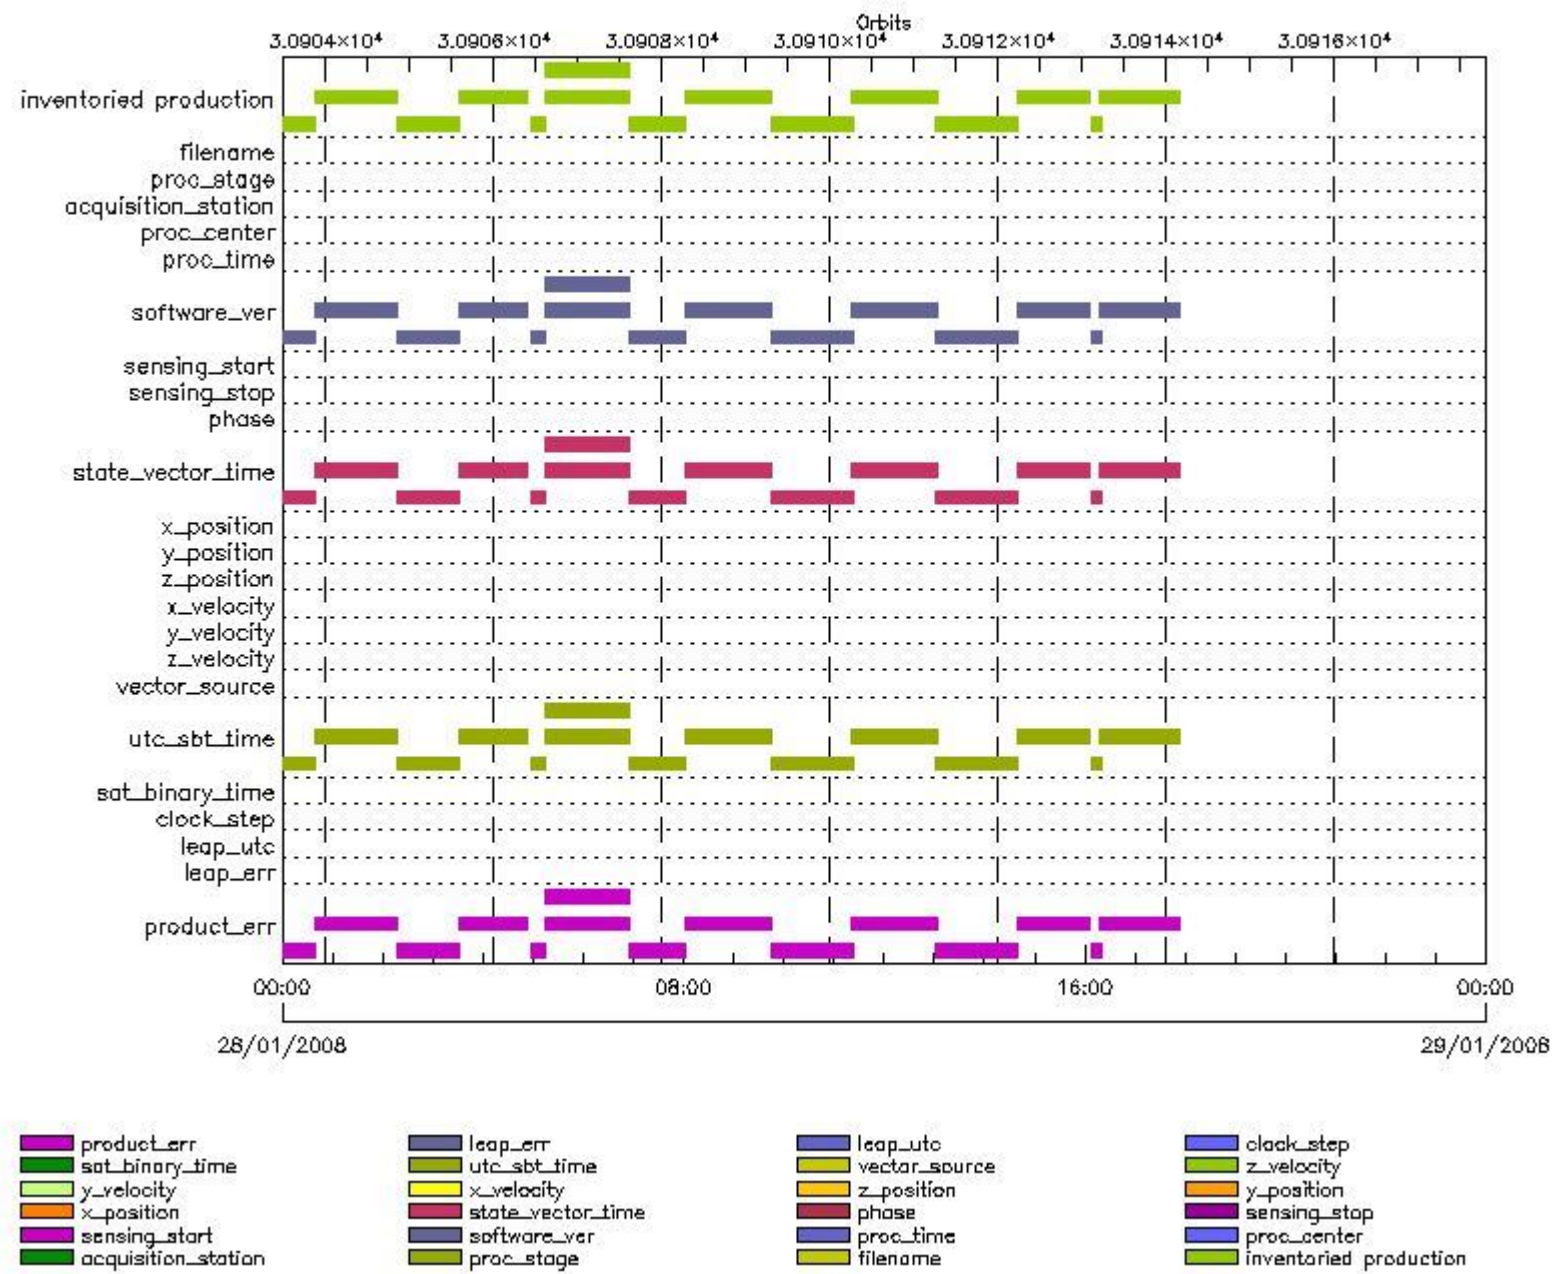 Orbits
3.0904×10⁴ 3.0906×10⁴ 3.0908×10⁴ 3.0910×10⁴ 3.0912×10⁴ 3.0914×10⁴ 3.0916×10⁴
inventoried production
filename
proc_stage
acquisition_station
proc_center
proc_time
software_ver
sensing_start
sensing_stop
phase
state_vector_time
x_position
y_position
z_position
x_velocity
y_velocity
z_velocity
vector_source
utc_sbt_time
sat_binary_time
clock_step
leap_utc
leap_err
product_err
00:00 08:00 16:00 00:00
28/01/2008 29/01/2008
product_err leap_err leap_utc clock_step
sat_binary_time utc_sbt_time vector_source z_velocity
y_velocity x_velocity z_position y_position
x_position state_vector_time phase sensing_stop
sensing_start software_ver proc_time proc_center
acquisition_station proc_stage filename inventoried production